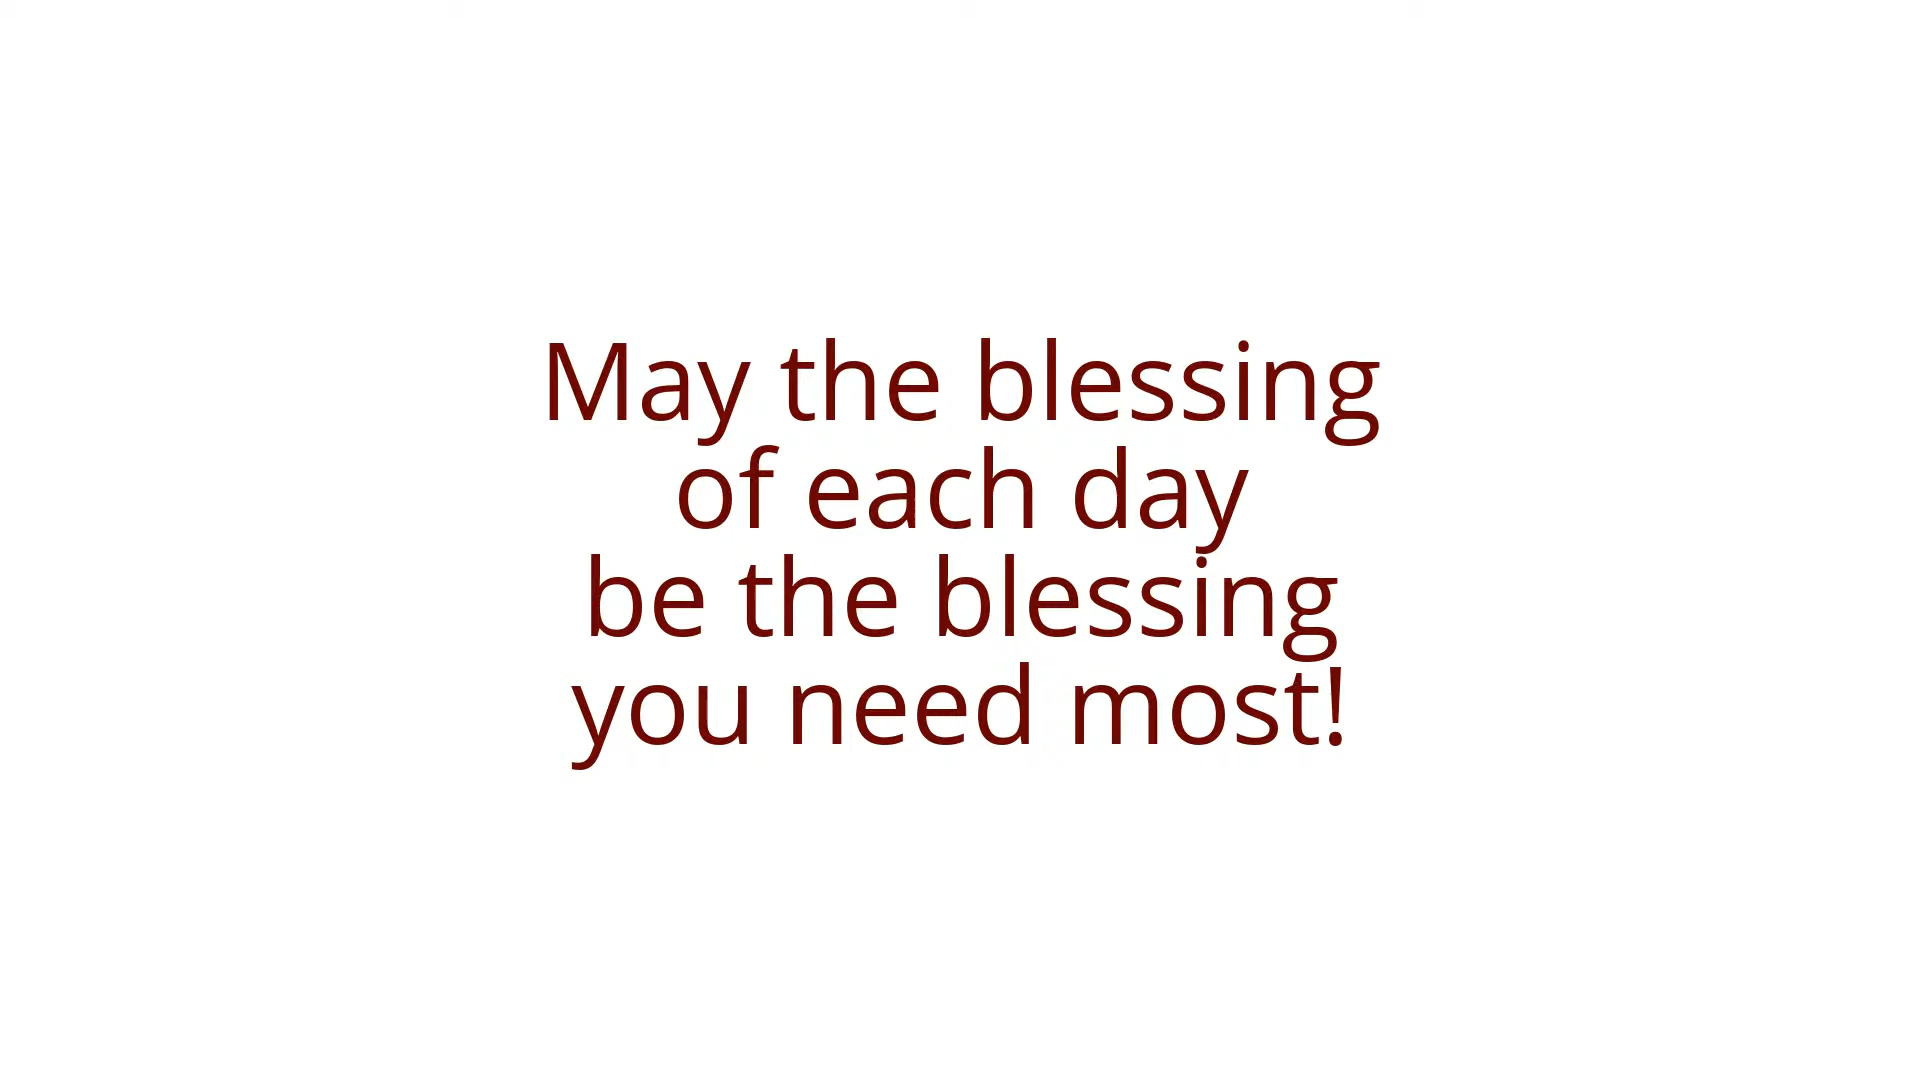 May the blessing
of each day
be the blessing
you need most!